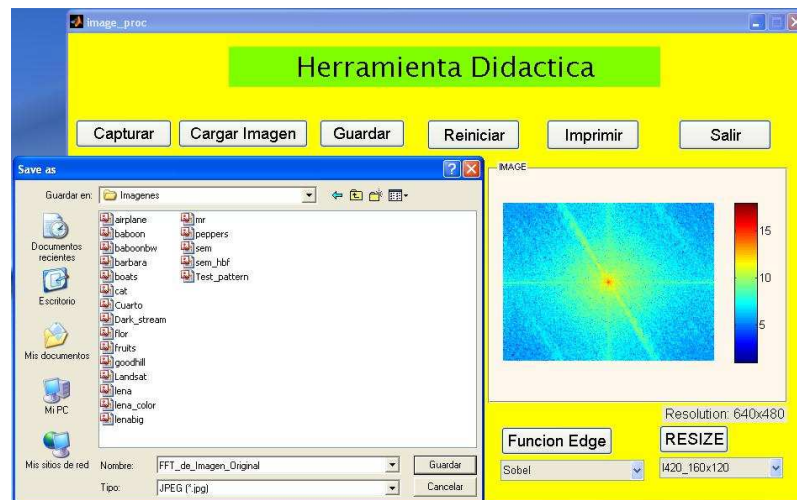 image_proc
Herramienta Didactica
Capturar
Cargar Imagen
Guardar
Reiniciar
Imprimir
Salir
Save as
Guardar en:
Imagenes
Documentos
recientes
Escritorio
Mis documentos
Mi PC
Mis sitios de red
airplane
baboon
baboonbw
barbara
boats
cat
Cuarto
Dark_stream
flor
fruits
goodhill
Landsat
lena
lena_color
lenabig
mr
peppers
sem
sem_hbf
Test_pattern
Nombre:
FFT_de_Imagen_Original
Guardar
Tipo:
JPEG (*.jpg)
Cancelar
IMAGE
15
10
5
Resolution: 640x480
Funcion Edge
RESIZE
Sobel
I420_160x120